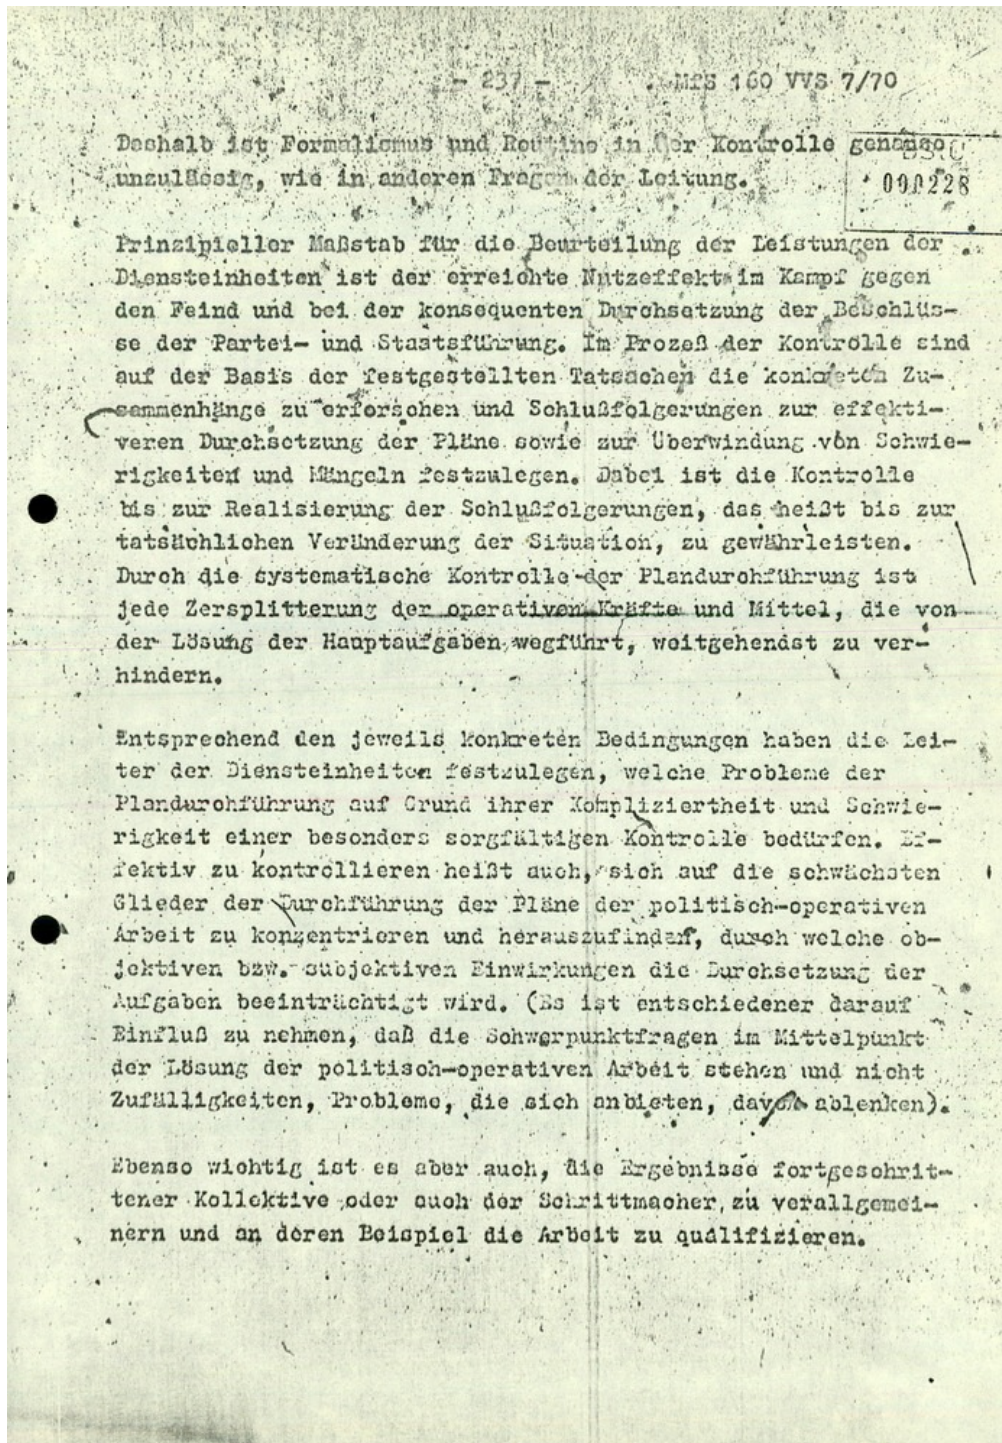 - 237 -
MfS 160 VVS 7/70
BStU
000228
Deshalb ist Formalismus und Routine in der Kontrolle genauso
unzulässig, wie in anderen Fragen der Leitung.
Prinzipieller Maßstab für die Beurteilung der Leistungen der
Diensteinheiten ist der erreichte Nutzeffekt im Kampf gegen
den Feind und bei der konsequenten Durchsetzung der Beschlüs-
se der Partei- und Staatsführung. Im Prozeß der Kontrolle sind
auf der Basis der festgestellten Tatsachen die konkreten Zu-
sammenhänge zu erforschen und Schlußfolgerungen zur effekti-
veren Durchsetzung der Pläne sowie zur Überwindung von Schwie-
rigkeiten und Mängeln festzulegen. Dabei ist die Kontrolle
bis zur Realisierung der Schlußfolgerungen, das heißt bis zur
tatsächlichen Veränderung der Situation, zu gewährleisten.
Durch die systematische Kontrolle der Plandurchführung ist
jede Zersplitterung der operativen Kräfte und Mittel, die von
der Lösung der Hauptaufgaben wegführt, weitgehendst zu ver-
hindern.
Entsprechend den jeweils konkreten Bedingungen haben die Lei-
ter der Diensteinheiten festzulegen, welche Probleme der
Plandurchführung auf Grund ihrer Kompliziertheit und Schwie-
rigkeit einer besonders sorgfältigen Kontrolle bedürfen. Ef-
fektiv zu kontrollieren heißt auch, sich auf die schwächsten
Glieder der Durchführung der Pläne der politisch-operativen
Arbeit zu konzentrieren und herauszufinden, durch welche ob-
jektiven bzw. subjektiven Einwirkungen die Durchsetzung der
Aufgaben beeinträchtigt wird. (Es ist entschiedener darauf
Einfluß zu nehmen, daß die Schwerpunktfragen im Mittelpunkt
der Lösung der politisch-operativen Arbeit stehen und nicht
Zufälligkeiten, Probleme, die sich anbieten, davon ablenken).
Ebenso wichtig ist es aber auch, die Ergebnisse fortgeschrit-
tener Kollektive oder auch der Schrittmacher zu verallgemei-
nern und an deren Beispiel die Arbeit zu qualifizieren.